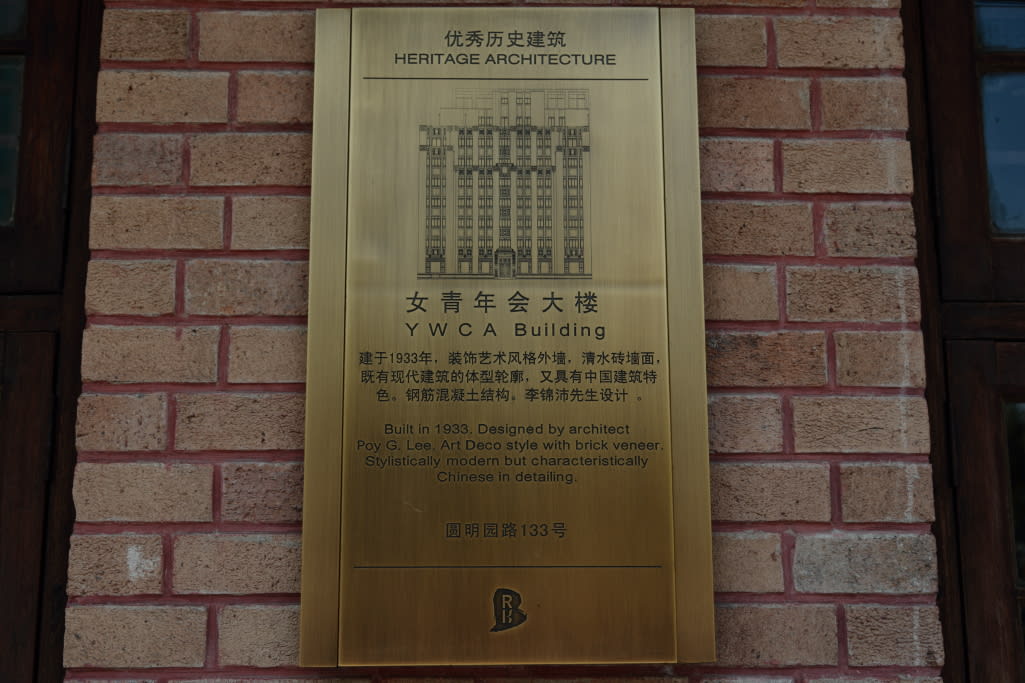 优秀历史建筑
HERITAGE ARCHITECTURE
女青年会大楼
YWCA Building
建于1933年，装饰艺术风格外墙，清水砖墙面，
既有现代建筑的体型轮廓，又具有中国建筑特
色。钢筋混凝土结构。李锦沛先生设计 。
Built in 1933. Designed by architect
Poy G. Lee. Art Deco style with brick veneer.
Stylistically modern but characteristically
Chinese in detailing.
圆明园路133号